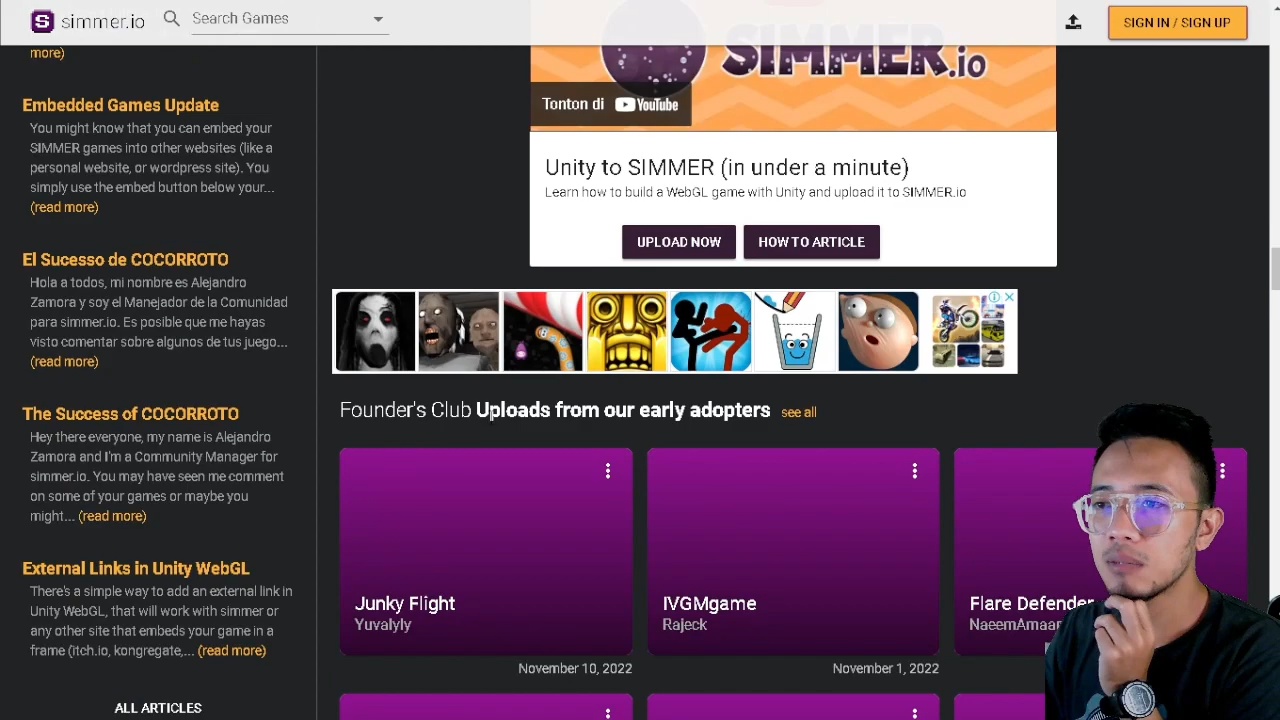 simmer.io
Search Games
SIGN IN / SIGN UP
more)
Embedded Games Update
You might know that you can embed your
SIMMER games into other websites (like a
personal website, or wordpress site). You
simply use the embed button below your...
(read more)
El Sucesso de COCORROTO
Hola a todos, mi nombre es Alejandro
Zamora y soy el Manejador de la Comunidad
para simmer.io. Es posible que me hayas
visto comentar sobre algunos de tus juego...
(read more)
The Success of COCORROTO
Hey there everyone, my name is Alejandro
Zamora and I'm a Community Manager for
simmer.io. You may have seen me comment
on some of your games or maybe you
might... (read more)
External Links in Unity WebGL
There's a simple way to add an external link in
Unity WebGL, that will work with simmer or
any other site that embeds your game in a
frame (itch.io, kongregate,... (read more)
ALL ARTICLES
SIMMER.io
Tonton di YouTube
Unity to SIMMER (in under a minute)
Learn how to build a WebGL game with Unity and upload it to SIMMER.io
UPLOAD NOW
HOW TO ARTICLE
Founder's Club Uploads from our early adopters see all
Junky Flight
Yuvalyly
November 10, 2022
IVGMgame
Rajeck
November 1, 2022
Flare Defender
NaeemAmaar